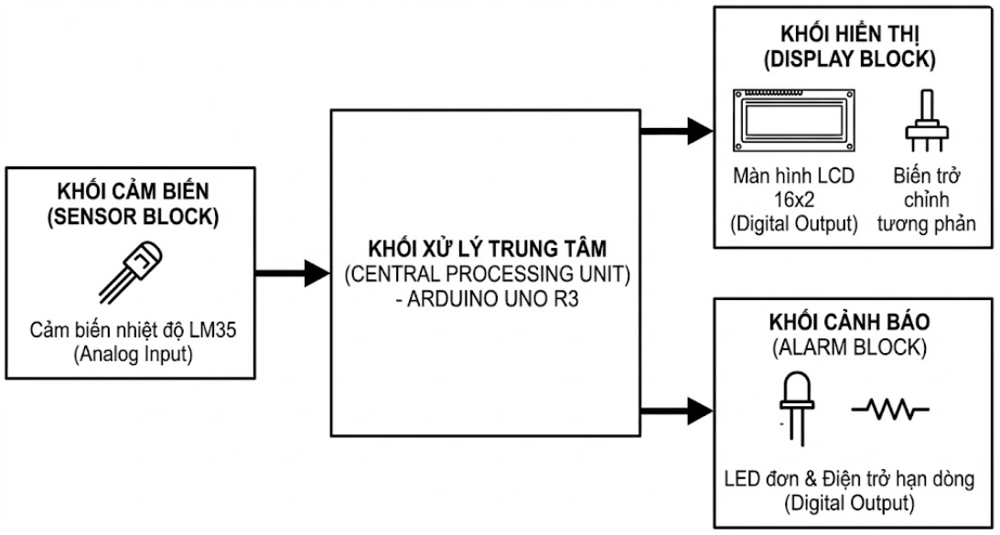 KHỐI HIỂN THỊ
(DISPLAY BLOCK)
Màn hình LCD
16x2
(Digital Output)
Biến trở
chỉnh
tương phản
KHỐI CẢM BIẾN
(SENSOR BLOCK)
Cảm biến nhiệt độ LM35
(Analog Input)
KHỐI XỬ LÝ TRUNG TÂM
(CENTRAL PROCESSING UNIT)
- ARDUINO UNO R3
KHỐI CẢNH BÁO
(ALARM BLOCK)
-
LED đơn & Điện trở hạn dòng
(Digital Output)